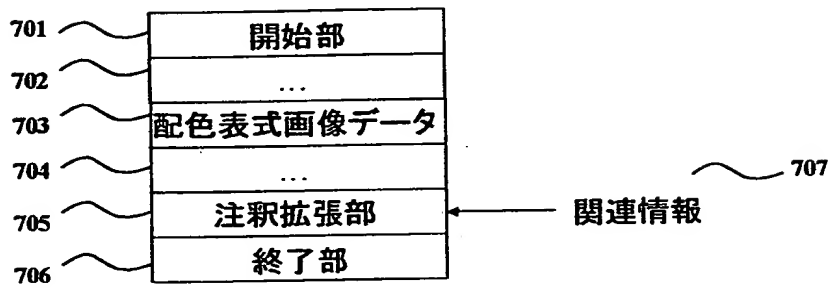 701 開始部
702 ...
703 配色表式画像データ
704 ...
707
705 注釈拡張部 関連情報
706 終了部